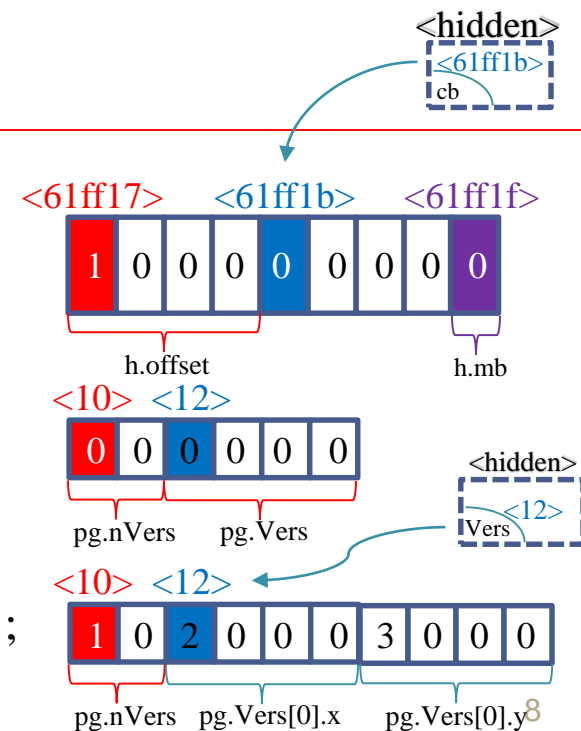 <hidden>
<61ff1b>
cb
<61ff17> <61ff1b> <61ff1f>
1 0 0 0 0 0 0 0 0
h.offset h.mb
<10> <12>
0 0 0 0 0 0
pg.nVers pg.Vers
<hidden>
<12>
Vers
<10> <12>
; 1 0 2 0 0 0 3 0 0 0
pg.nVers pg.Vers[0].x pg.Vers[0].y
8